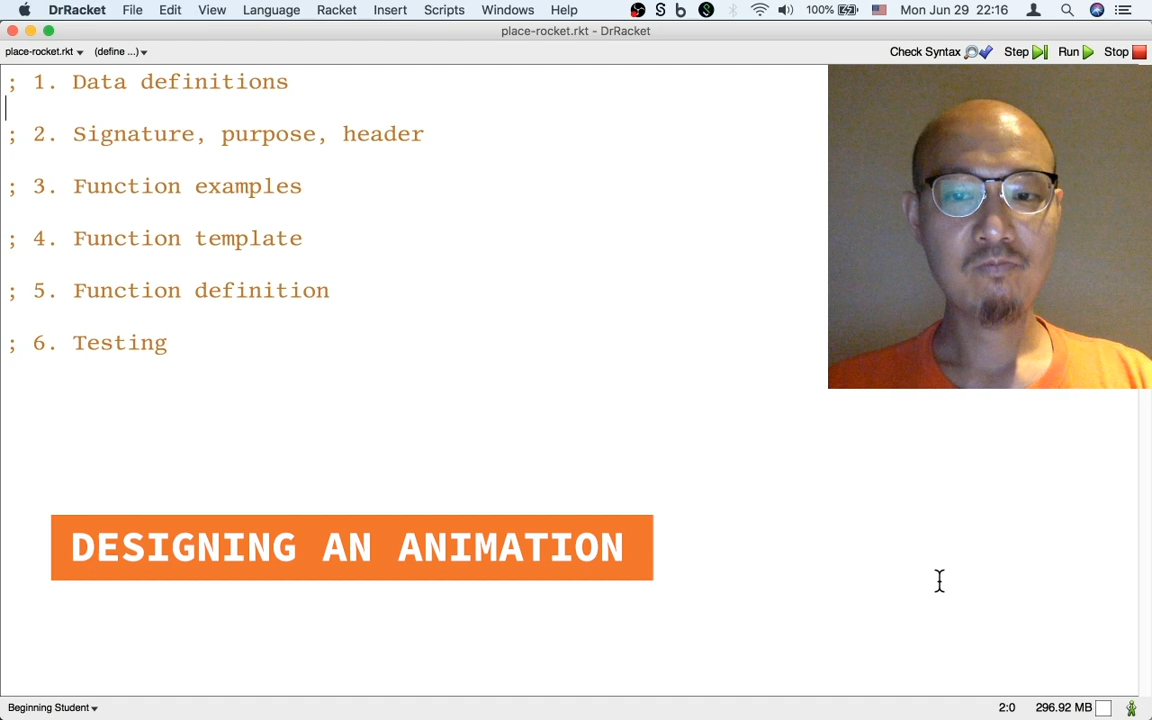 DrRacket File Edit View Language Racket Insert Scripts Windows Help 100% Mon Jun 29 22:16
place-rocket.rkt - DrRacket
place-rocket.rkt (define ...) Check Syntax Step Run Stop
; 1. Data definitions
; 2. Signature, purpose, header
; 3. Function examples
; 4. Function template
; 5. Function definition
; 6. Testing
DESIGNING AN ANIMATION
Beginning Student 2:0 296.92 MB